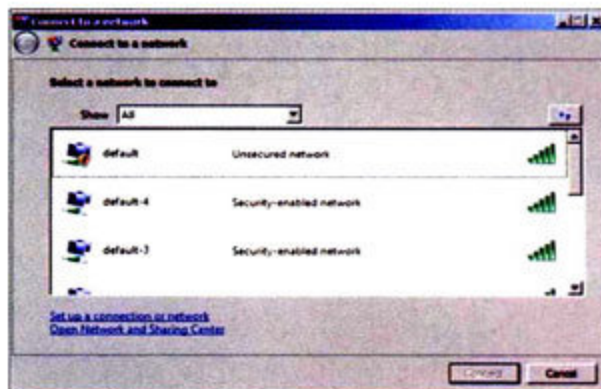 Connect to a network
Connect to a network
Select a network to connect to
Show All
default Unsecured network
default-4 Security-enabled network
default-3 Security-enabled network
Set up a connection or network
Open Network and Sharing Center
Connect Cancel